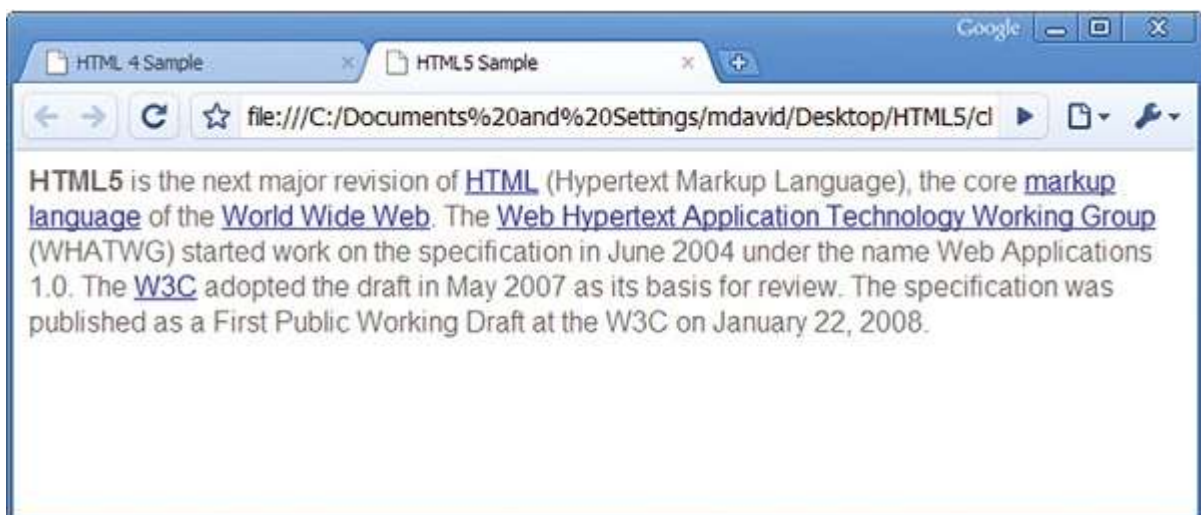 Google
HTML 4 Sample
HTML5 Sample
file:///C:/Documents%20and%20Settings/mdavid/Desktop/HTML5/cl
HTML5 is the next major revision of HTML (Hypertext Markup Language), the core markup
language of the World Wide Web. The Web Hypertext Application Technology Working Group
(WHATWG) started work on the specification in June 2004 under the name Web Applications
1.0. The W3C adopted the draft in May 2007 as its basis for review. The specification was
published as a First Public Working Draft at the W3C on January 22, 2008.